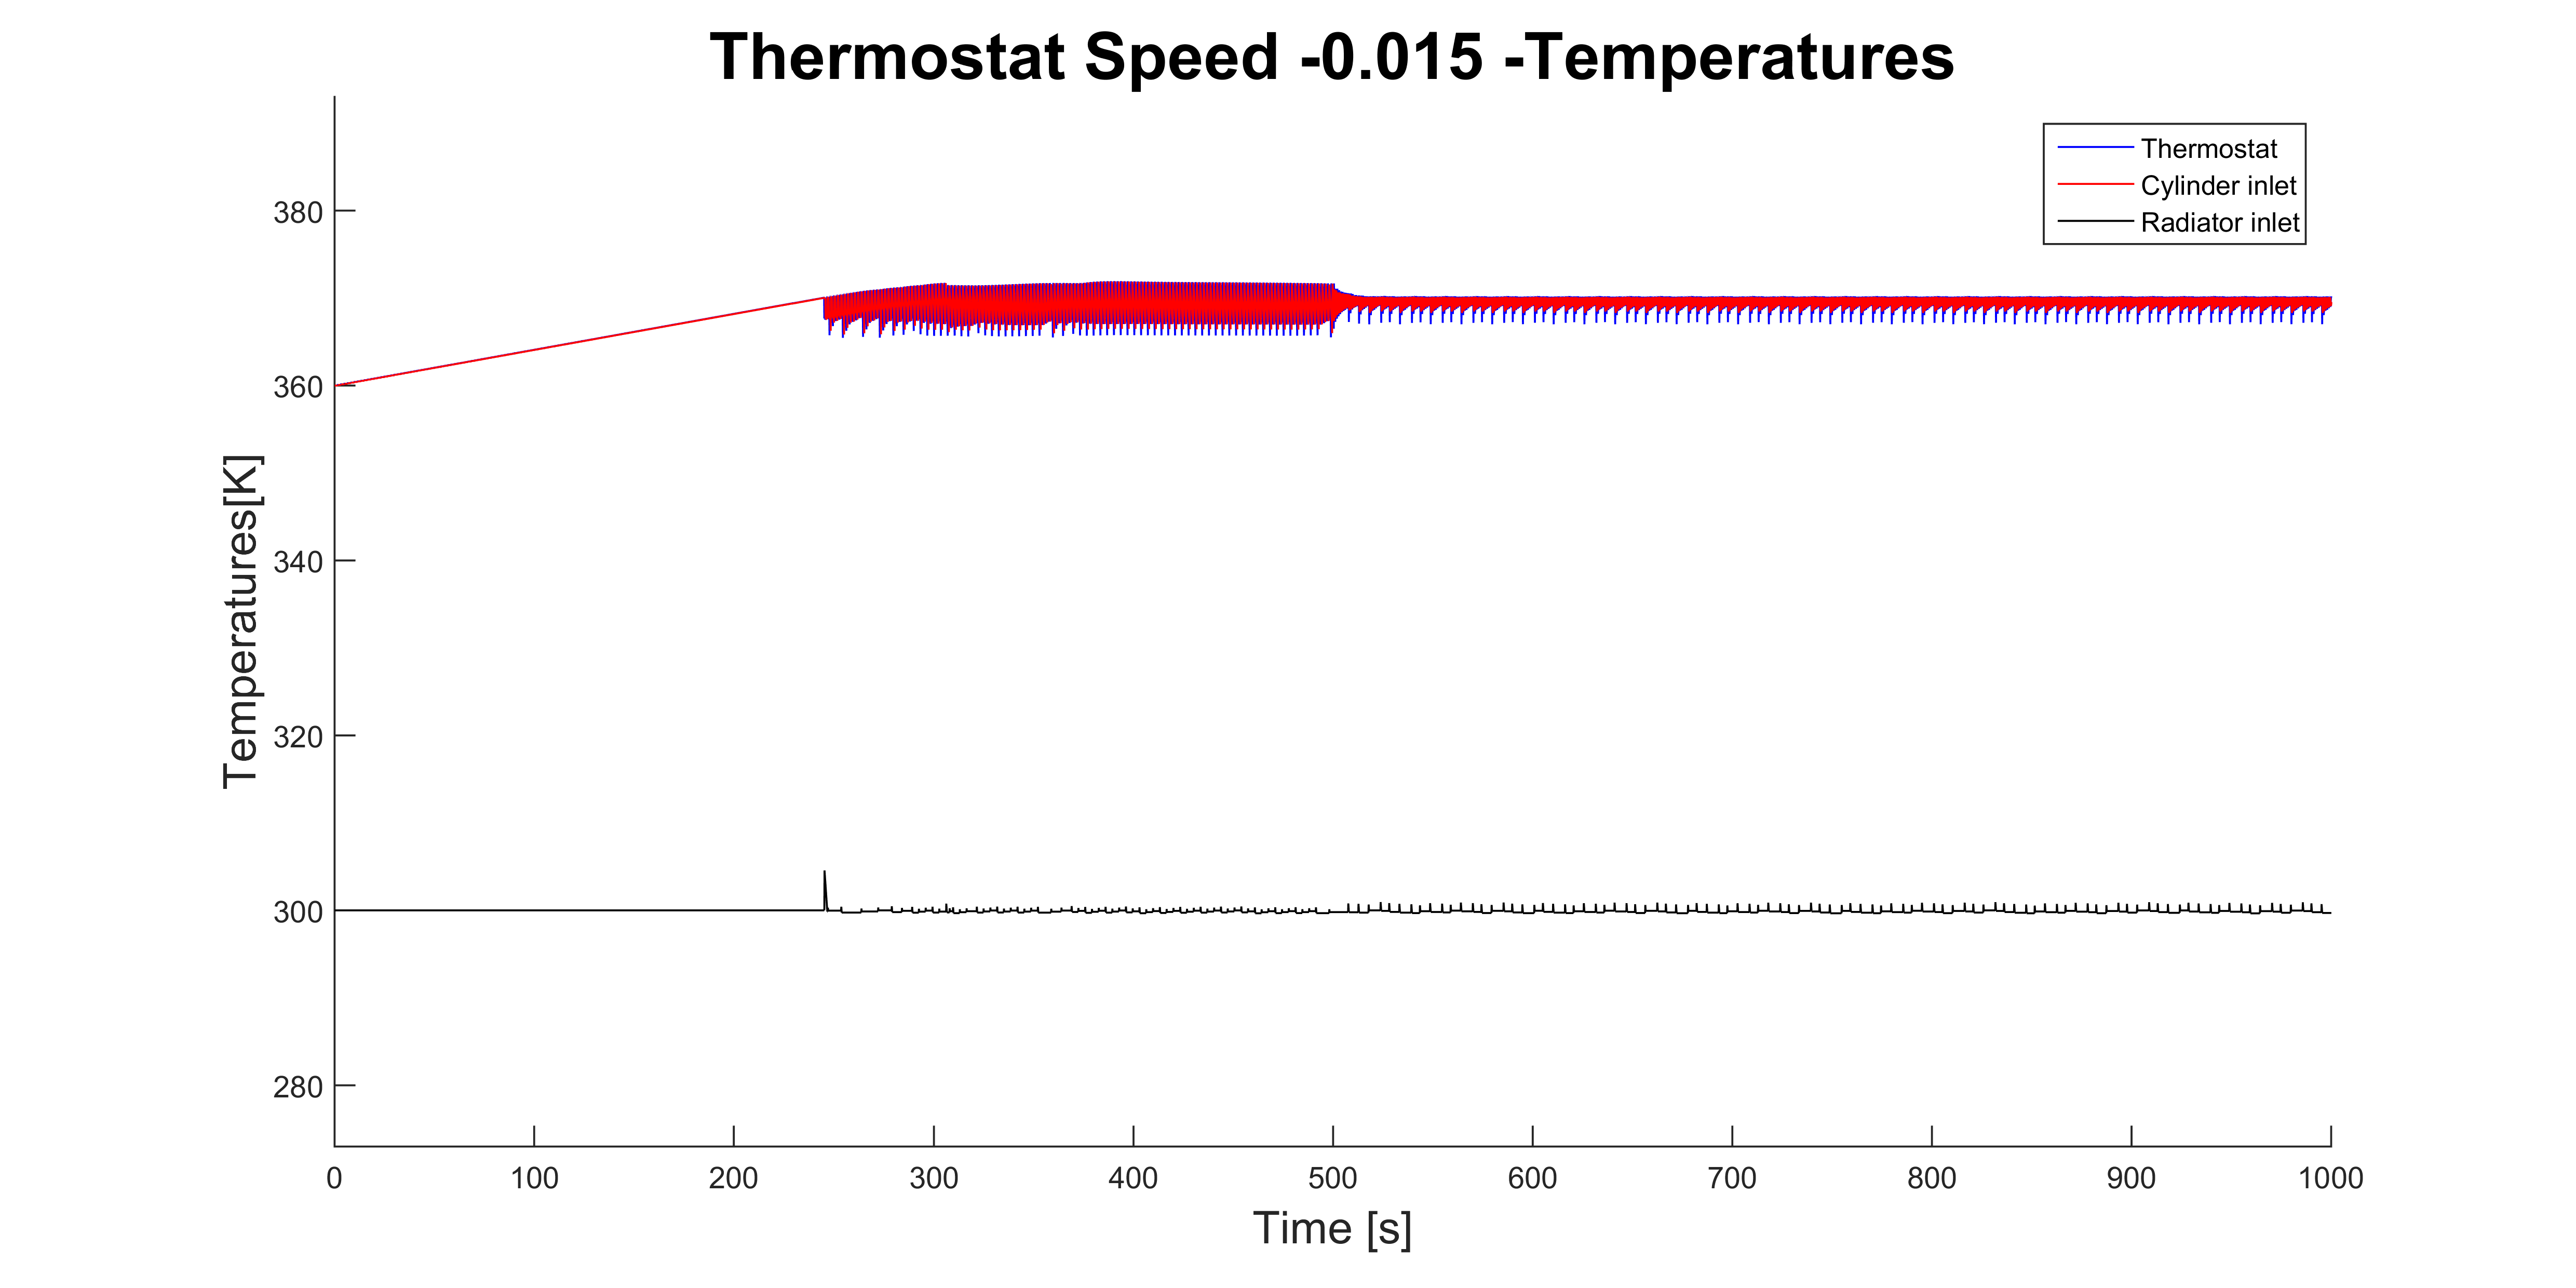 Thermostat Speed -0.015 -Temperatures
Thermostat
Cylinder inlet
Radiator inlet
Temperatures[K]
380
360
340
320
300
280
0 100 200 300 400 500 600 700 800 900 1000
Time [s]